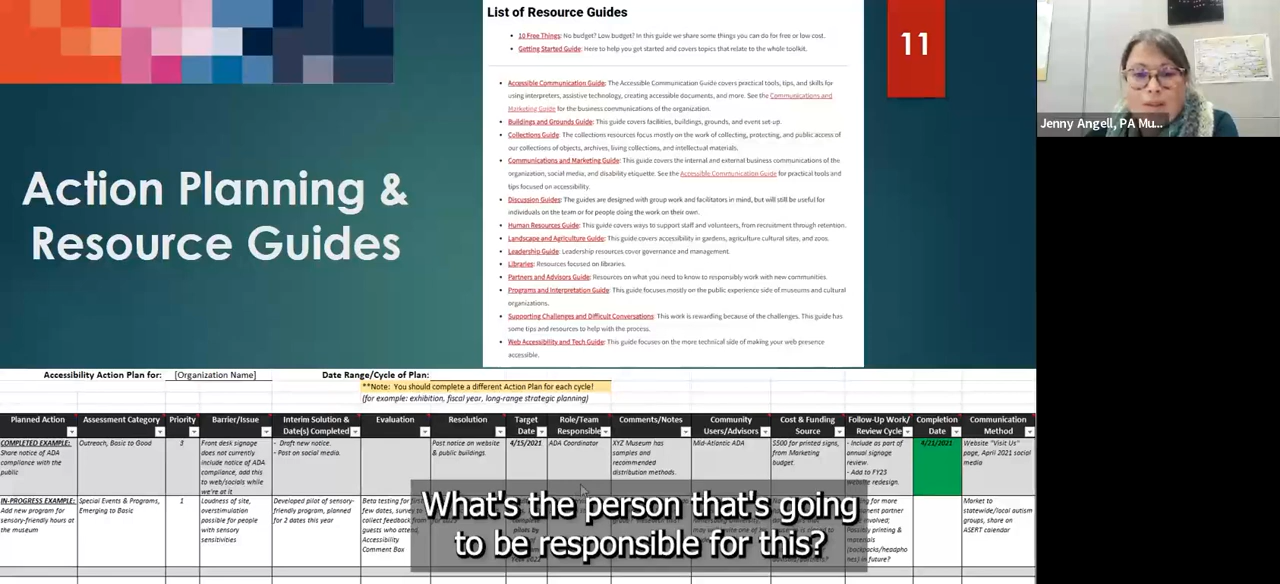 List of Resource Guides
10 Free Things: No budget? Low budget? In this guide we share some things you can do for free or low cost.
Getting Started Guide: Here to help you get started and covers topics that relate to the whole toolkit.
11
Action Planning &
Resource Guides
Accessible Communication Guide: The Accessible Communication Guide covers practical tools, tips, and skills for
using interpreters, assistive technology, creating accessible documents, and more. See the Communications and
Marketing Guide for the business communications of the organization.
Buildings and Grounds Guide: This guide covers facilities, buildings, grounds, and event set-up.
Collections Guide: The collections resources focus mostly on the work of collecting, protecting, and public access of
our collections of objects, archives, living collections, and intellectual materials.
Communications and Marketing Guide: This guide covers the internal and external business communications of the
organization, social media, and disability etiquette. See the Accessible Communication Guide for practical tools and
tips focused on accessibility.
Discussion Guides: The guides are designed with group work and facilitators in mind, but will still be useful for
individuals on the team or for people doing the work on their own.
Human Resources Guide: This guide covers ways to support staff and volunteers, from recruitment through retention.
Landscape and Agriculture Guide: This guide covers accessibility in gardens, agriculture cultural sites, and zoos.
Leadership Guide: Leadership resources cover governance and management.
Libraries: Resources focused on libraries.
Partners and Advisors Guide: Resources on what you need to know to responsibly work with new communities.
Programs and Interpretation Guide: This guide focuses mostly on the public experience side of museums and cultural
organizations.
Supporting Challenges and Difficult Conversations: This work is rewarding because of the challenges. This guide has
some tips and resources to help with the process.
Web Accessibility and Tech Guide: This guide focuses on the more technical side of making your web presence
accessible.
Jenny Angell, PA Mu...
Accessibility Action Plan for: [Organization Name] Date Range/Cycle of Plan:
**Note: You should complete a different Action Plan for each cycle!
(for example: exhibition, fiscal year, long-range strategic planning)
Planned Action
Assessment Category
Priority
Barrier/Issue
Interim Solution &
Date(s) Completed
Evaluation
Resolution
Target
Date
Role/Team
Responsible
Comments/Notes
Community
Users/Advisors
Cost & Funding
Source
Follow-Up Work/
Review Cycle
Completion
Date
Communication
Method
COMPLETED EXAMPLE:
Share notice of ADA
compliance with the
public
Outreach, Basic to Good
3
Front desk signage
does not currently
include notice of ADA
compliance, add this
to web/socials while
we're at it
- Draft new notice.
- Post on social media.
Post notice on website
& public buildings.
4/15/2021
ADA Coordinator
XYZ Museum has
samples and
recommended
distribution methods.
Mid-Atlantic ADA
$500 for printed signs,
from Marketing
budget.
- Include as part of
annual signage
review.
- Add to FY23
website redesign.
4/21/2021
Website "Visit Us"
page, April 2021 social
media
IN-PROGRESS EXAMPLE:
Add new program for
sensory-friendly hours at
the museum
Special Events & Programs,
Emerging to Basic
1
Loudness of site,
overstimulation
possible for people
with sensory
sensitivities
Developed pilot of sensory-
friendly program, planned
for 2 dates this year
Beta testing for first
few dates, survey to
collect feedback from
guests who attend,
Accessibility
Comment Box
Market to
statewide/local autism
groups, share on
ASERT calendar
What's the person that's going
to be responsible for this?